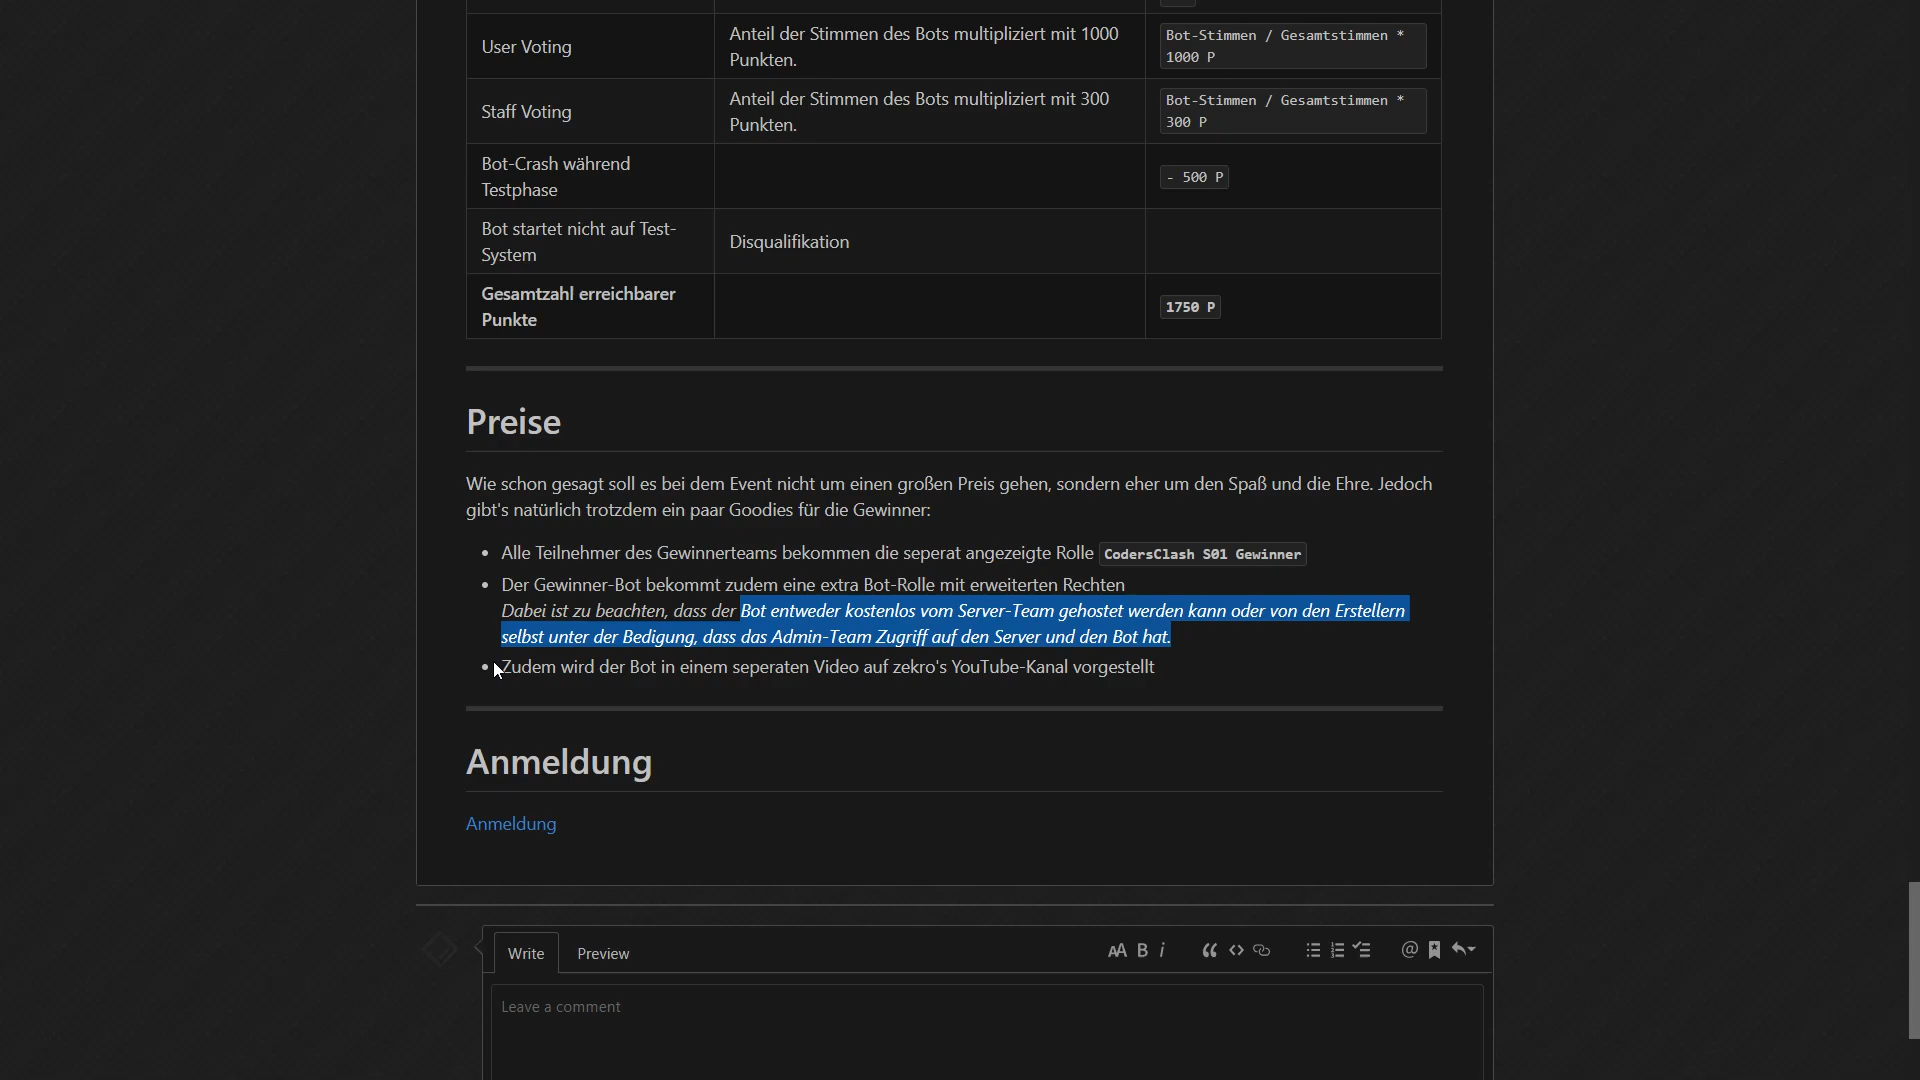 User Voting
Anteil der Stimmen des Bots multipliziert mit 1000
Punkten.
Bot-Stimmen / Gesamtstimmen *
1000 P
Staff Voting
Anteil der Stimmen des Bots multipliziert mit 300
Punkten.
Bot-Stimmen / Gesamtstimmen *
300 P
Bot-Crash während
Testphase
- 500 P
Bot startet nicht auf Test-
System
Disqualifikation
Gesamtzahl erreichbarer
Punkte
1750 P
Preise
Wie schon gesagt soll es bei dem Event nicht um einen großen Preis gehen, sondern eher um den Spaß und die Ehre. Jedoch
gibt's natürlich trotzdem ein paar Goodies für die Gewinner:
• Alle Teilnehmer des Gewinnerteams bekommen die seperat angezeigte Rolle CodersClash S01 Gewinner
• Der Gewinner-Bot bekommt zudem eine extra Bot-Rolle mit erweiterten Rechten
Dabei ist zu beachten, dass der Bot entweder kostenlos vom Server-Team gehostet werden kann oder von den Erstellern
selbst unter der Bedigung, dass das Admin-Team Zugriff auf den Server und den Bot hat.
• Zudem wird der Bot in einem seperaten Video auf zekro's YouTube-Kanal vorgestellt
Anmeldung
Anmeldung
Write
Preview
Leave a comment